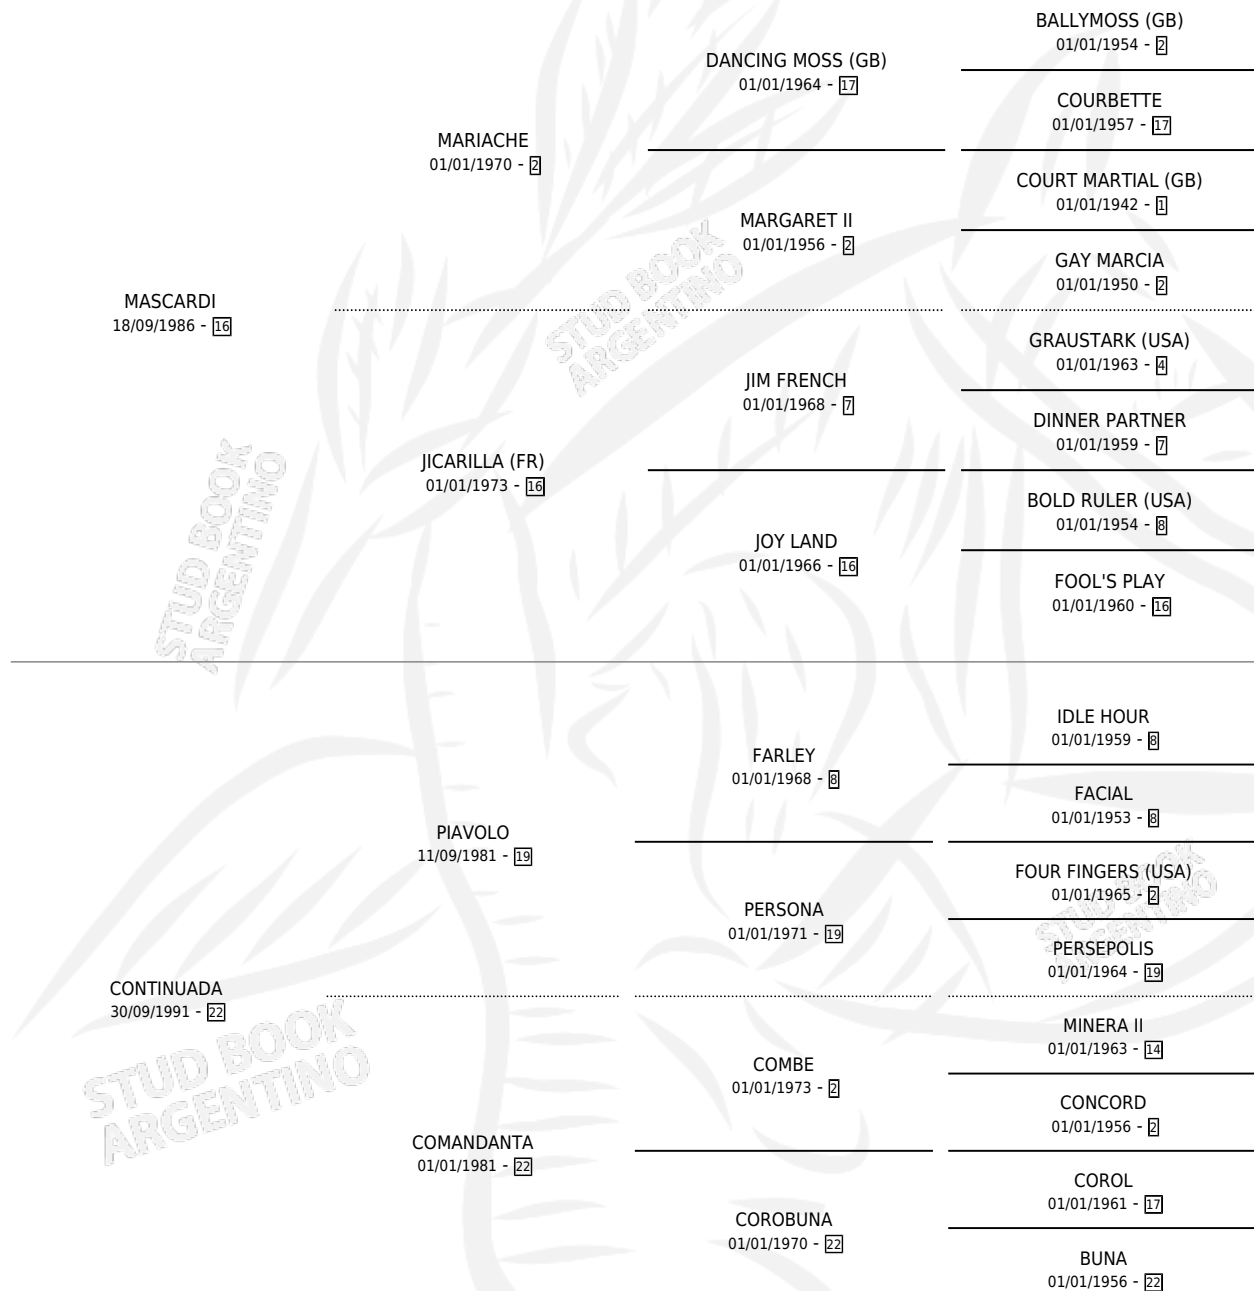 BALLYMOSS (GB)
01/01/1954 - 2
DANCING MOSS (GB)
01/01/1964 - 17
COURBETTE
01/01/1957 - 17
MARIACHE
01/01/1970 - 2
COURT MARTIAL (GB)
01/01/1942 - 1
MARGARET II
01/01/1956 - 2
GAY MARCIA
01/01/1950 - 2
MASCARDI
18/09/1986 - 16
STUD BOOK
ARGENTINO
GRAUSTARK (USA)
01/01/1963 - 4
JIM FRENCH
01/01/1968 - 7
DINNER PARTNER
01/01/1959 - 7
JICARILLA (FR)
01/01/1973 - 16
BOLD RULER (USA)
01/01/1954 - 8
JOY LAND
01/01/1966 - 16
FOOL'S PLAY
01/01/1960 - 16
STUD BOOK
ARGENTINO
IDLE HOUR
01/01/1959 - 8
FARLEY
01/01/1968 - 8
FACIAL
01/01/1953 - 8
PIAVOLO
11/09/1981 - 19
FOUR FINGERS (USA)
01/01/1965 - 2
PERSONA
01/01/1971 - 19
STUD BOOK
ARGENTINO
PERSEPOLIS
01/01/1964 - 19
CONTINUADA
30/09/1991 - 22
STUD BOOK
ARGENTINO
MINERA II
01/01/1963 - 14
COMBE
01/01/1973 - 2
CONCORD
01/01/1956 - 2
COMANDANTA
01/01/1981 - 22
COROL
01/01/1961 - 17
COROBUNA
01/01/1970 - 22
BUNA
01/01/1956 - 22